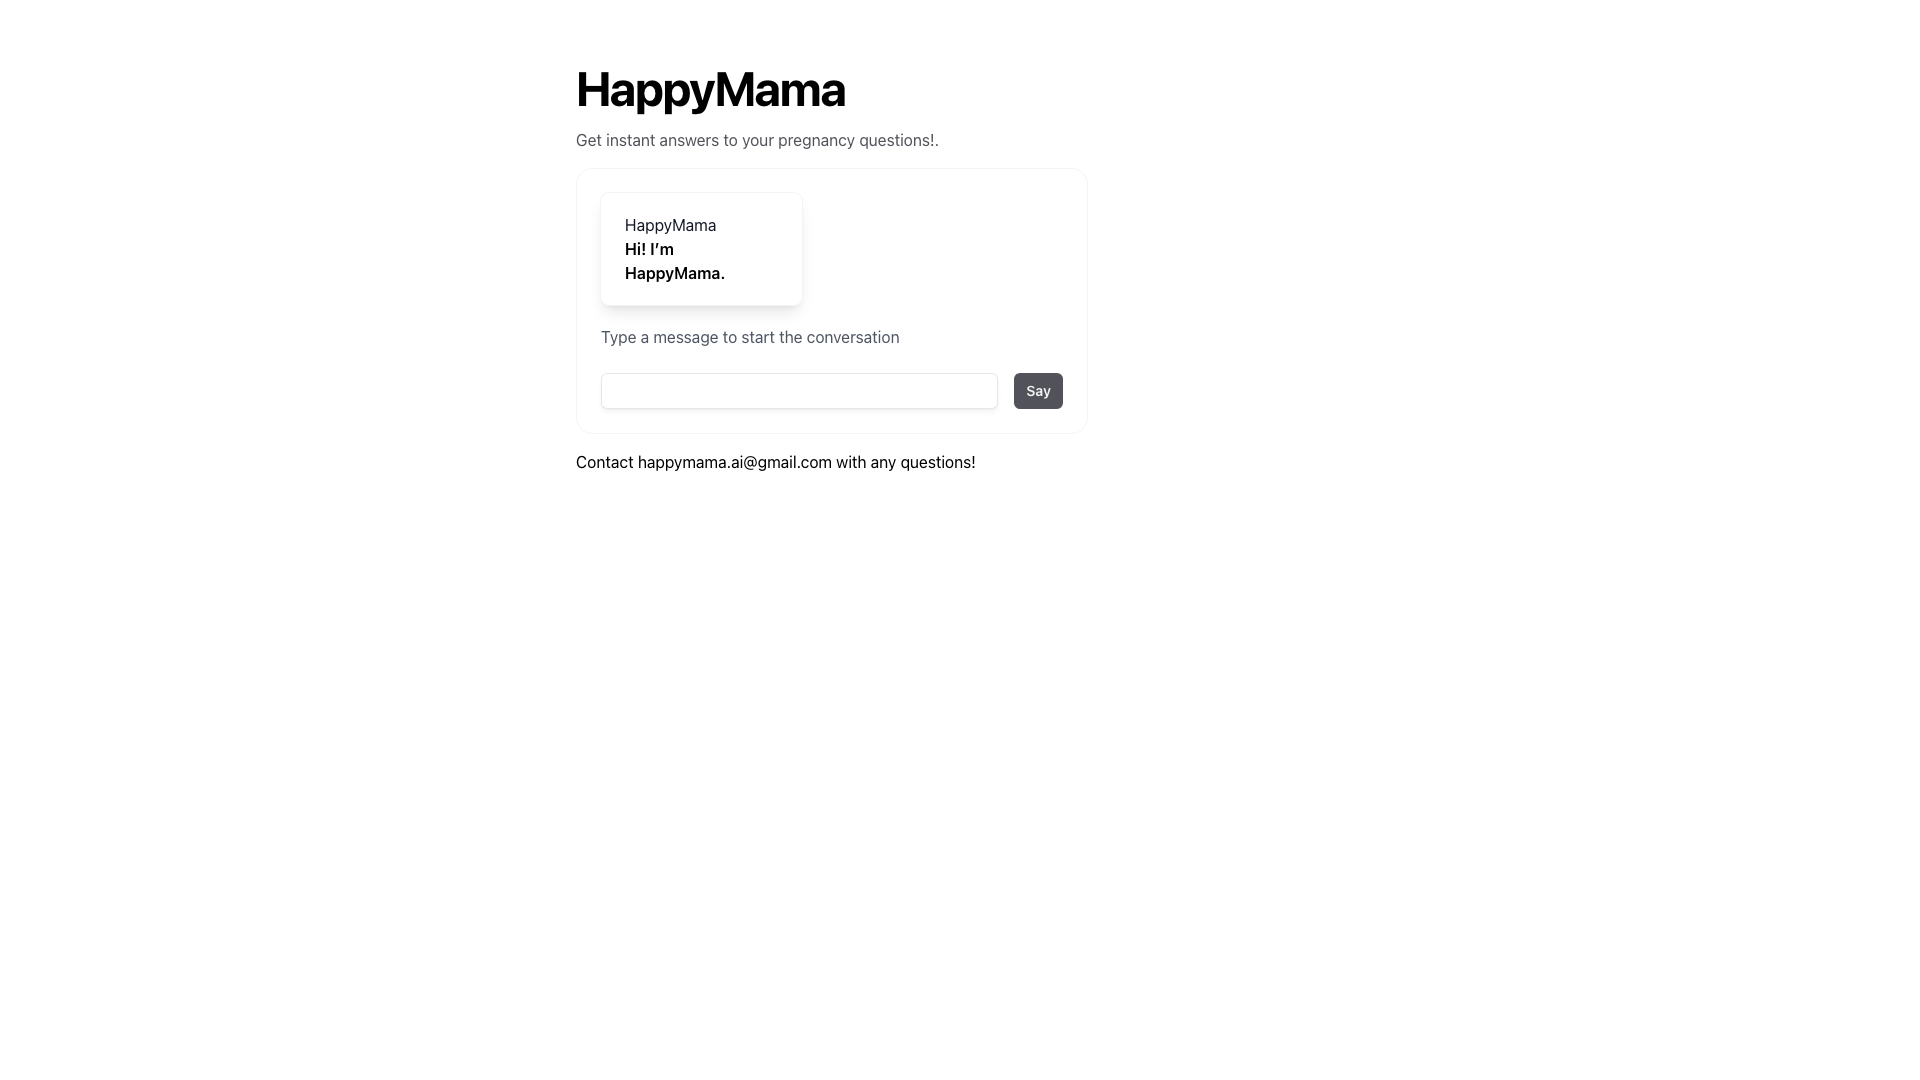 HappyMama
Get instant answers to your pregnancy questions!.
HappyMama
Hi! I’m
HappyMama.
Type a message to start the conversation
Say
Contact happymama.ai@gmail.com with any questions!